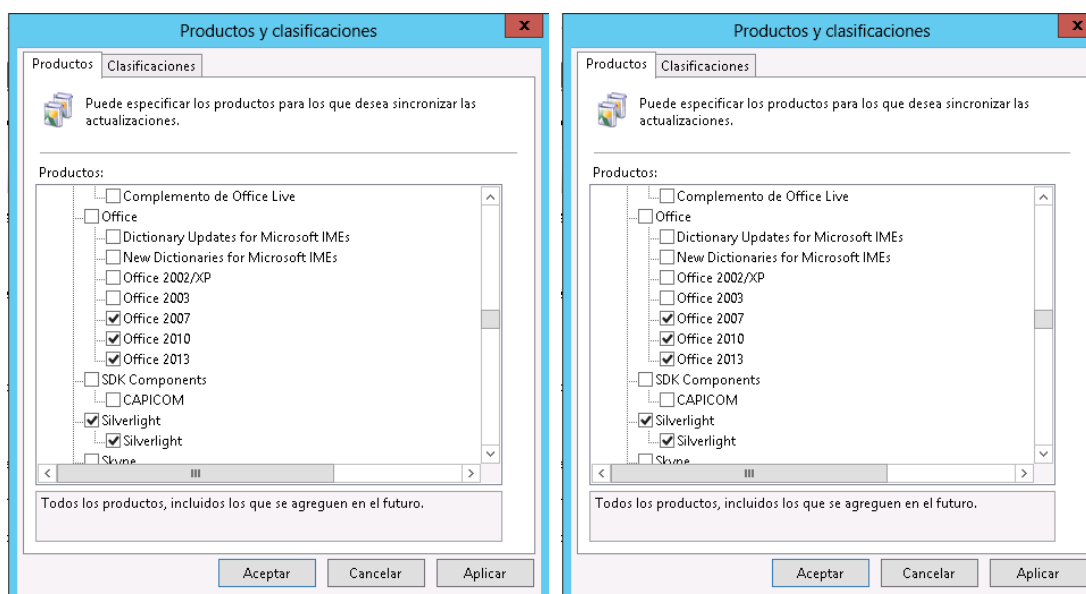 Productos y clasificaciones
x
Productos
Clasificaciones
Puede especificar los productos para los que desea sincronizar las
actualizaciones.
Productos:
Complemento de Office Live
Office
Dictionary Updates for Microsoft IMEs
New Dictionaries for Microsoft IMEs
Office 2002/XP
Office 2003
Office 2007
Office 2010
Office 2013
SDK Components
CAPICOM
Silverlight
Silverlight
Skype
Todos los productos, incluidos los que se agreguen en el futuro.
Aceptar
Cancelar
Aplicar
Productos y clasificaciones
x
Productos
Clasificaciones
Puede especificar los productos para los que desea sincronizar las
actualizaciones.
Productos:
Complemento de Office Live
Office
Dictionary Updates for Microsoft IMEs
New Dictionaries for Microsoft IMEs
Office 2002/XP
Office 2003
Office 2007
Office 2010
Office 2013
SDK Components
CAPICOM
Silverlight
Silverlight
Skype
Todos los productos, incluidos los que se agreguen en el futuro.
Aceptar
Cancelar
Aplicar